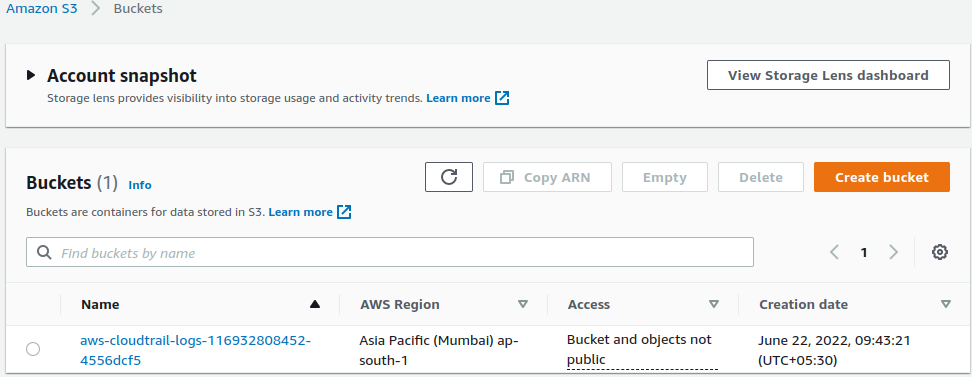 Amazon S3 > Buckets
Account snapshot
View Storage Lens dashboard
Storage lens provides visibility into storage usage and activity trends. Learn more
Buckets (1) Info
Copy ARN
Empty
Delete
Create bucket
Buckets are containers for data stored in S3. Learn more
Find buckets by name
1
Name
AWS Region
Access
Creation date
aws-cloudtrail-logs-116932808452-
4556dcf5
Asia Pacific (Mumbai) ap-
south-1
Bucket and objects not
public
June 22, 2022, 09:43:21
(UTC+05:30)